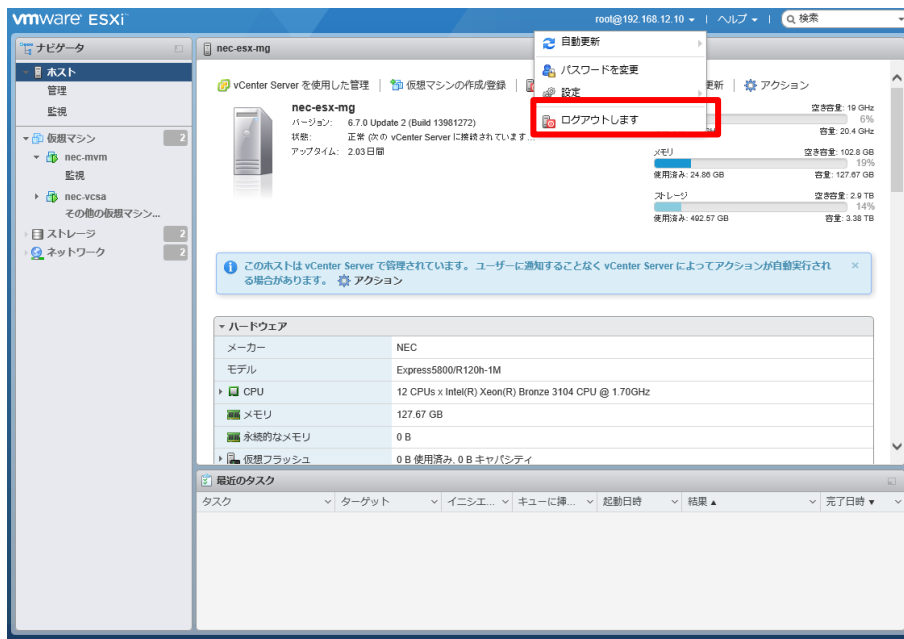 vmware ESXi
root@192.168.12.10 | ヘルプ | 検索
ナビゲータ
ホスト
管理
監視
仮想マシン 2
nec-mvm
監視
nec-vcsa
その他の仮想マシン...
ストレージ 2
ネットワーク 2
nec-esx-mg
自動更新
パスワードを変更
設定
ログアウトします
vCenter Server を使用した管理 | 仮想マシンの作成/登録 | 更新 | アクション
nec-esx-mg
バージョン: 6.7.0 Update 2 (Build 13981272)
状態: 正常 (次の vCenter Server に接続されています...
アップタイム: 2.03 日間
空き容量: 19 GHz
6%
容量: 20.4 GHz
メモリ 空き容量: 102.8 GB
19%
使用済み: 24.86 GB 容量: 127.67 GB
ストレージ 空き容量: 2.9 TB
14%
使用済み: 492.57 GB 容量: 3.38 TB
このホストは vCenter Server で管理されています。ユーザーに通知することなく vCenter Server によってアクションが自動実行され
る場合があります。 アクション
ハードウェア
メーカー NEC
モデル Express5800/R120h-1M
CPU 12 CPUs x Intel(R) Xeon(R) Bronze 3104 CPU @ 1.70GHz
メモリ 127.67 GB
永続的なメモリ 0 B
仮想フラッシュ 0 B 使用済み、0 B キャパシティ
最近のタスク
タスク ターゲット イニシエ... キューに挿... 起動日時 結果▲ 完了日時▼